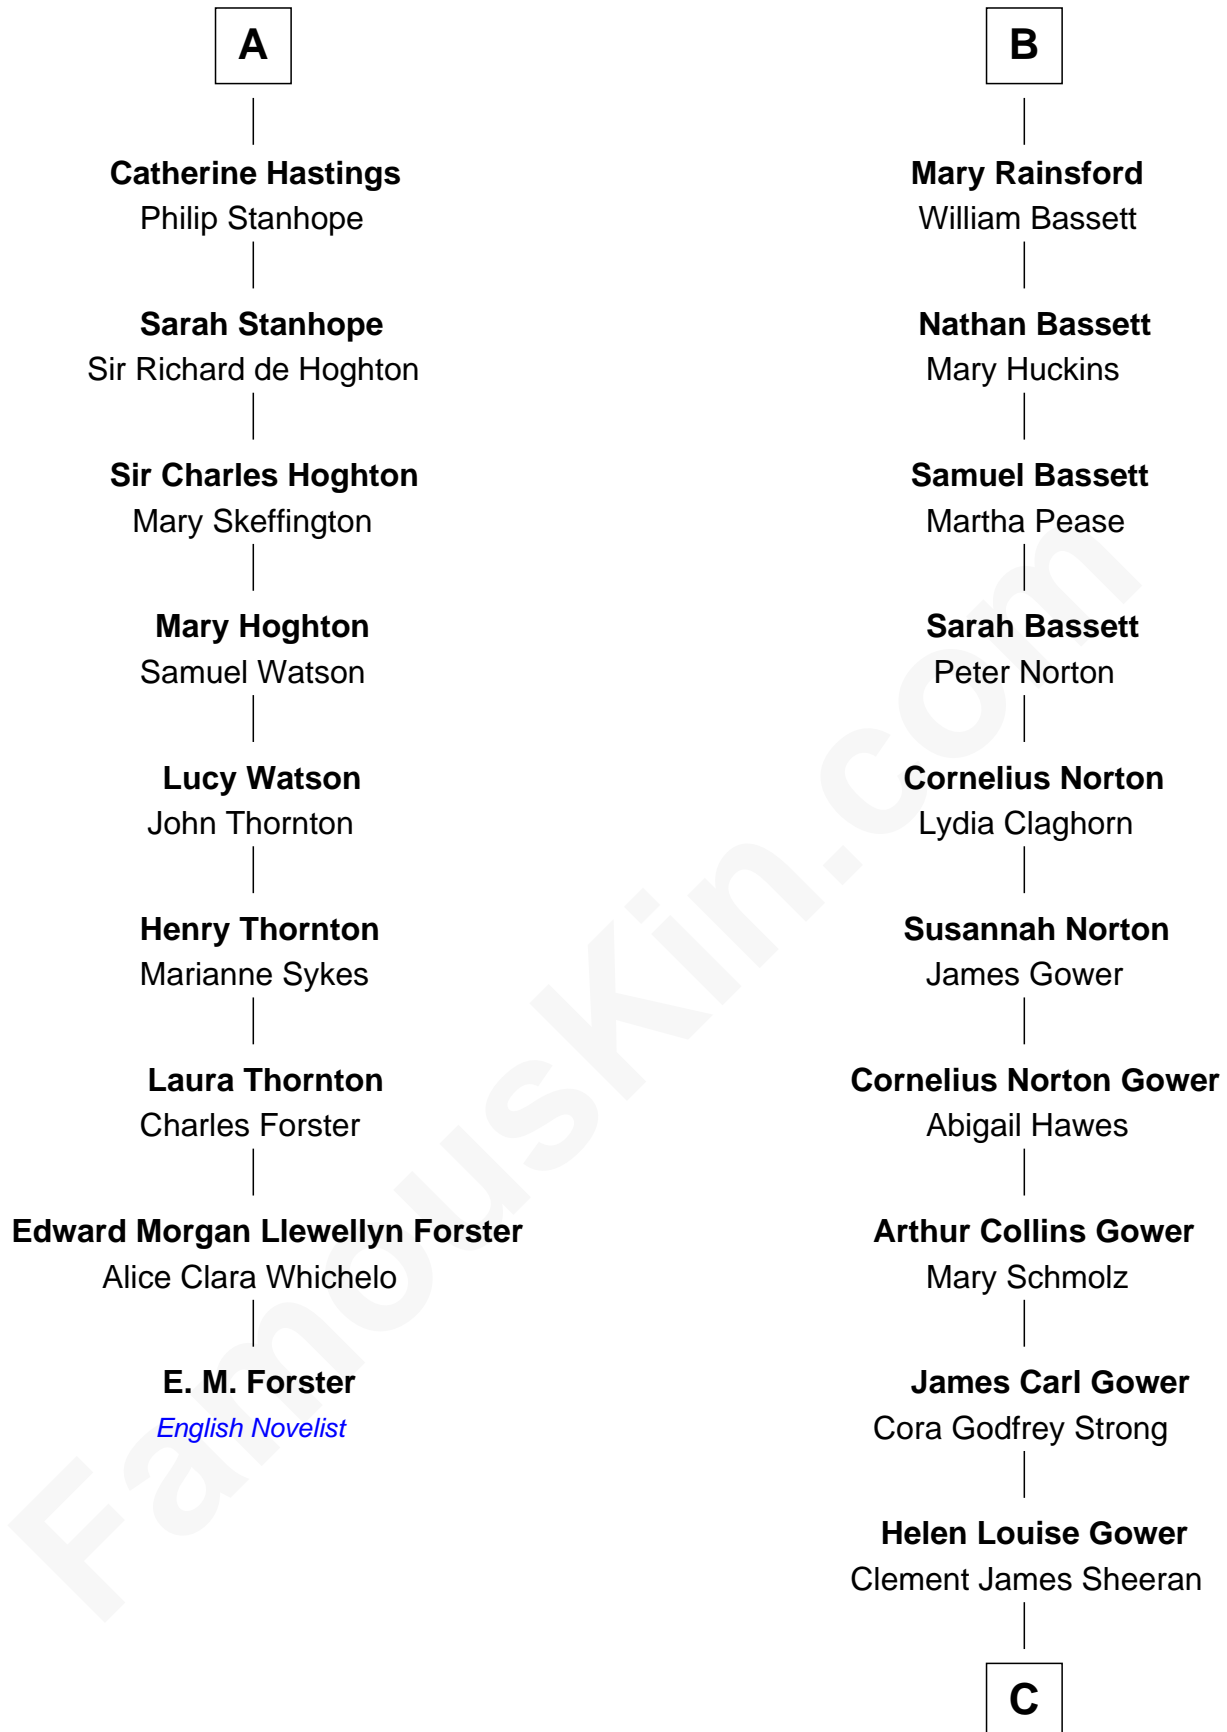 A
Catherine Hastings
Philip Stanhope
Sarah Stanhope
Sir Richard de Hoghton
Sir Charles Hoghton
Mary Skeffington
Mary Hoghton
Samuel Watson
Lucy Watson
John Thornton
Henry Thornton
Marianne Sykes
Laura Thornton
Charles Forster
Edward Morgan Llewellyn Forster
Alice Clara Whichelo
E. M. Forster
English Novelist
B
Mary Rainsford
William Bassett
Nathan Bassett
Mary Huckins
Samuel Bassett
Martha Pease
Sarah Bassett
Peter Norton
Cornelius Norton
Lydia Claghorn
Susannah Norton
James Gower
Cornelius Norton Gower
Abigail Hawes
Arthur Collins Gower
Mary Schmolz
James Carl Gower
Cora Godfrey Strong
Helen Louise Gower
Clement James Sheeran
C
FamousKin.com